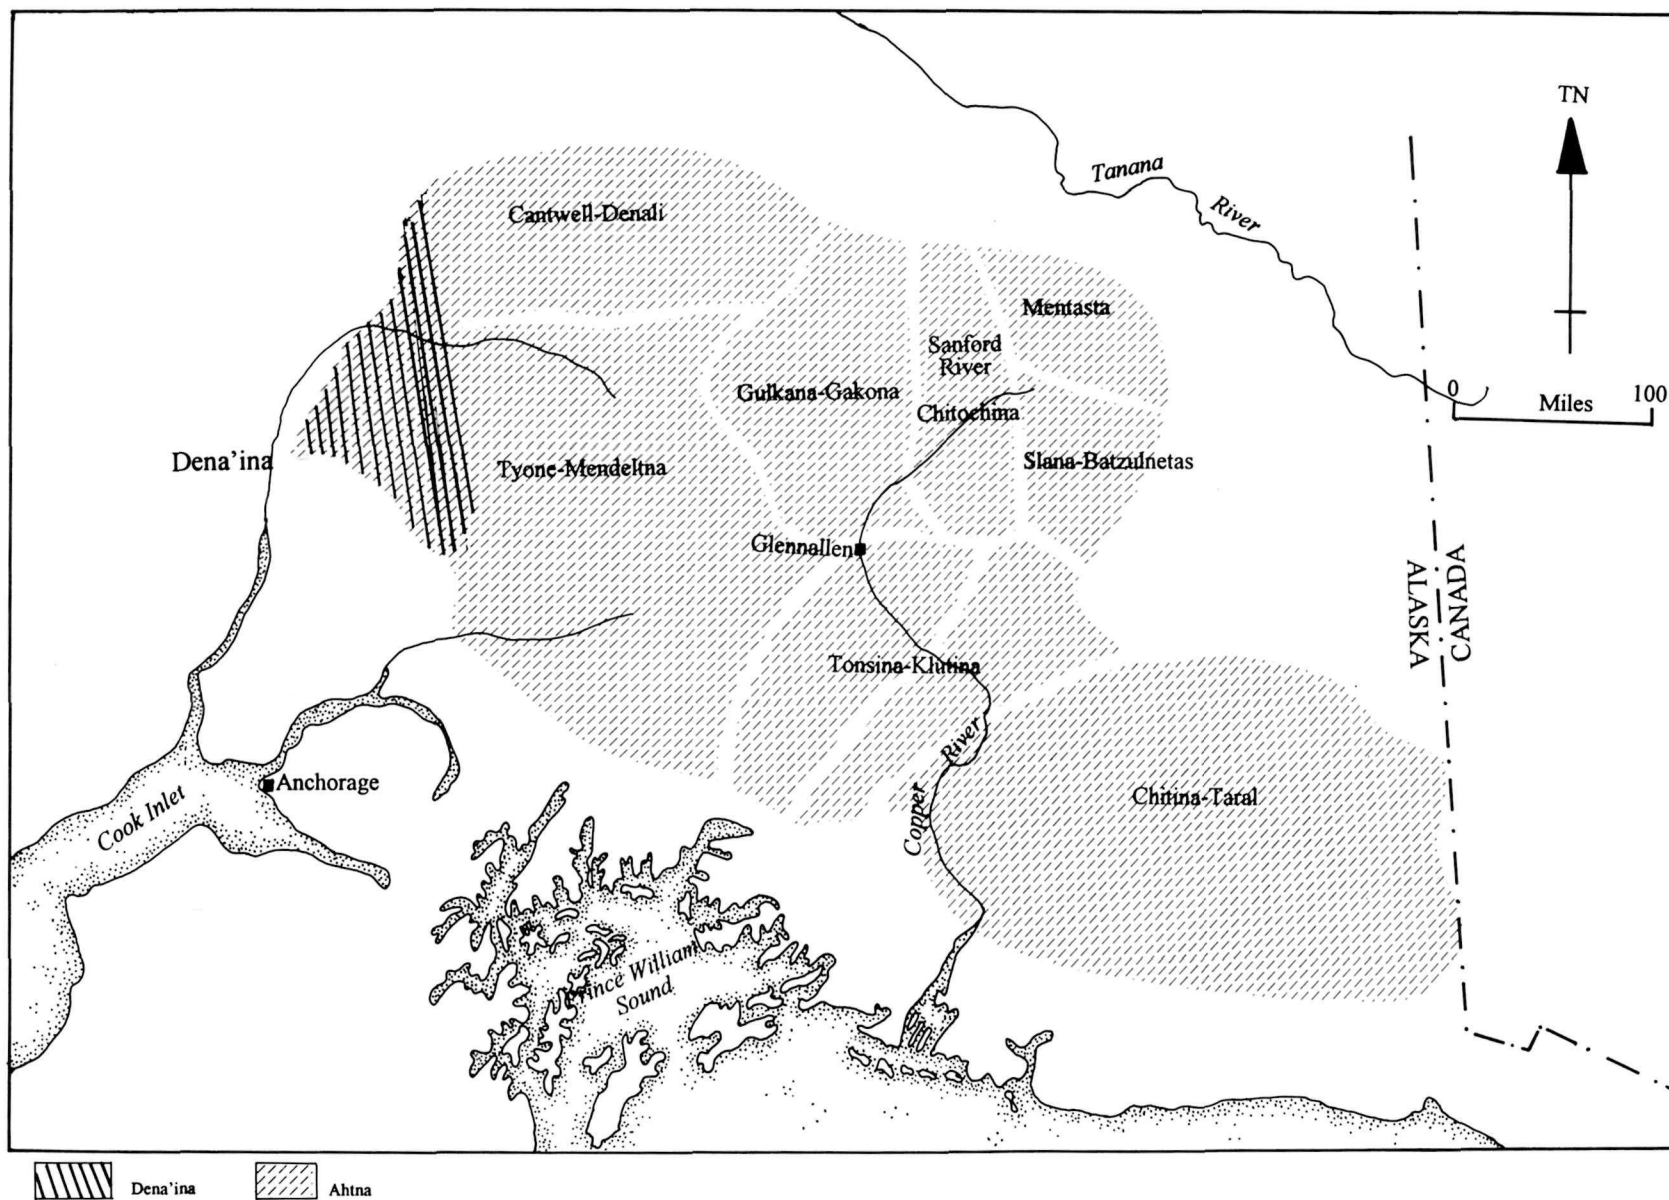 TN
Tanana
River
Cantwell-Denali
Mentasta
Sanford
River
Gulkana-Gakona
Chitochina
0
100
Miles
Dena'ina
Tyone-Mendeltna
Slana-Batzulnetas
Glennallen
ALASKA
CANADA
Tonsina-Klutina
River
Copper
Anchorage
Cook Inlet
Chitina-Taral
Prince William
Sound
Dena'ina
Ahtna